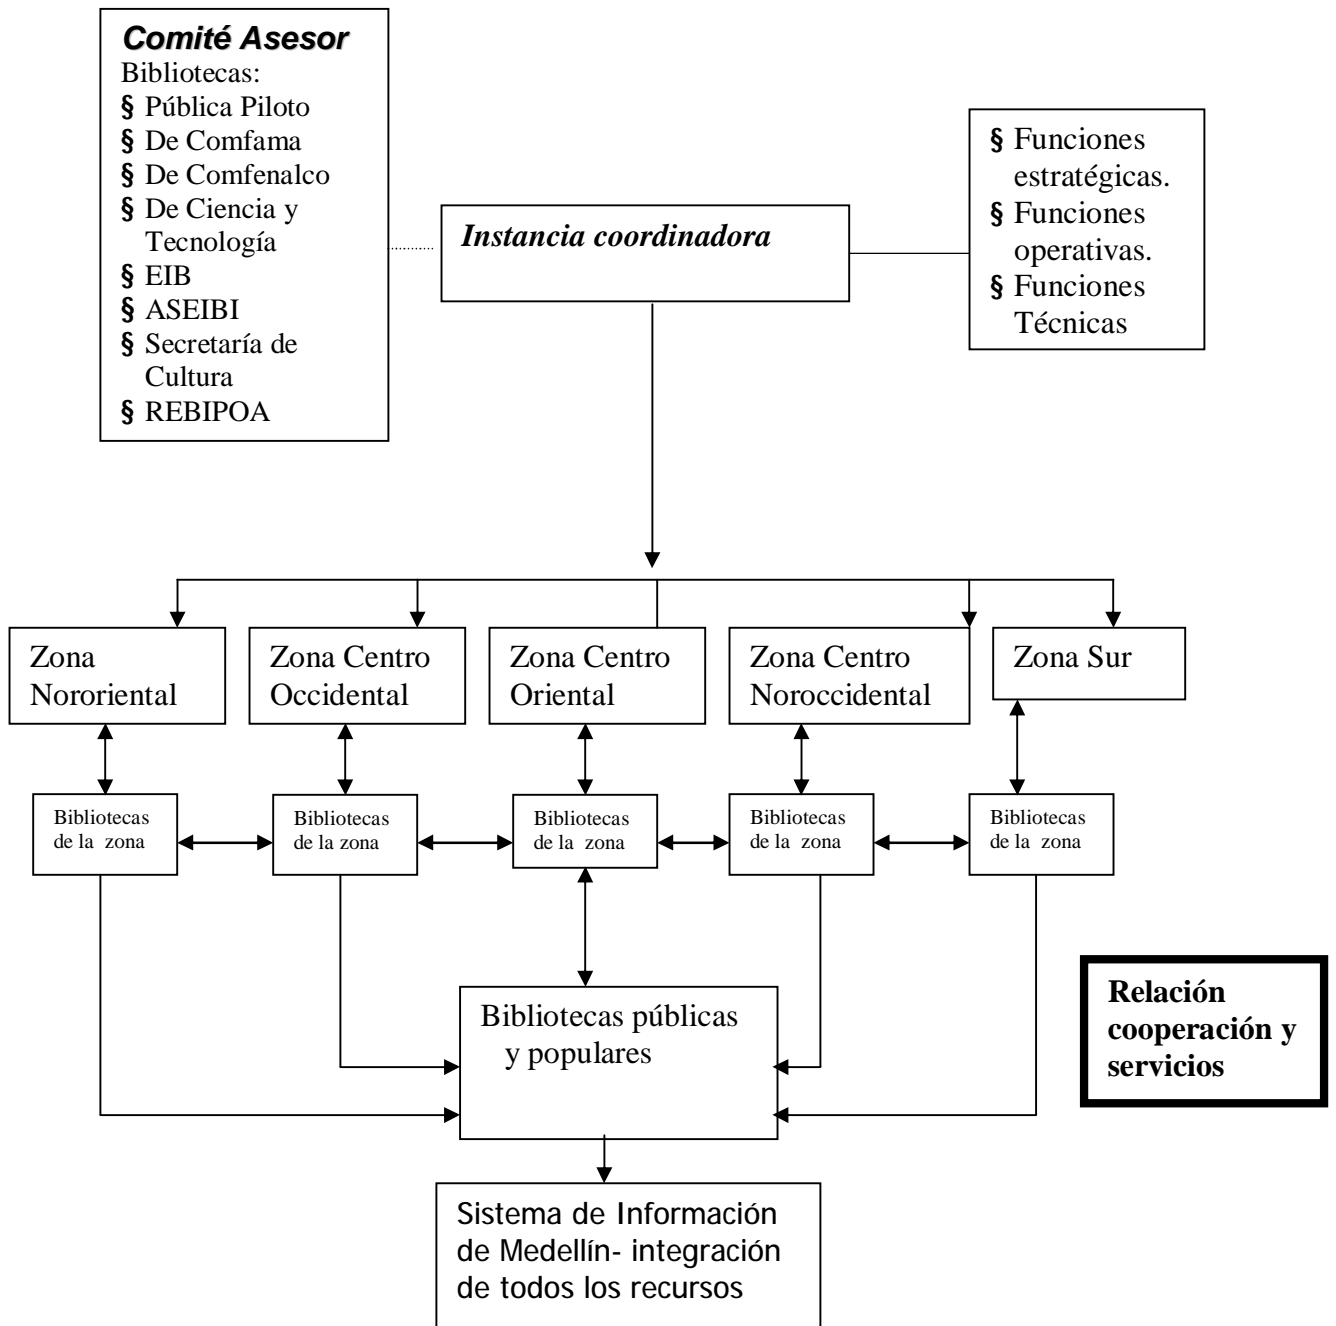 Comité Asesor
Bibliotecas:
§ Pública Piloto
§ De Comfama
§ De Comfenalco
§ De Ciencia y
Tecnología
§ EIB
§ ASEIBI
§ Secretaría de
Cultura
§ REBIPOA
Instancia coordinadora
§ Funciones
estratégicas.
§ Funciones
operativas.
§ Funciones
Técnicas
Zona
Nororiental
Zona Centro
Occidental
Zona Centro
Oriental
Zona Centro
Noroccidental
Zona Sur
Bibliotecas
de la zona
Bibliotecas
de la zona
Bibliotecas
de la zona
Bibliotecas
de la zona
Bibliotecas
de la zona
Bibliotecas públicas
y populares
Relación
cooperación y
servicios
Sistema de Información
de Medellín- integración
de todos los recursos